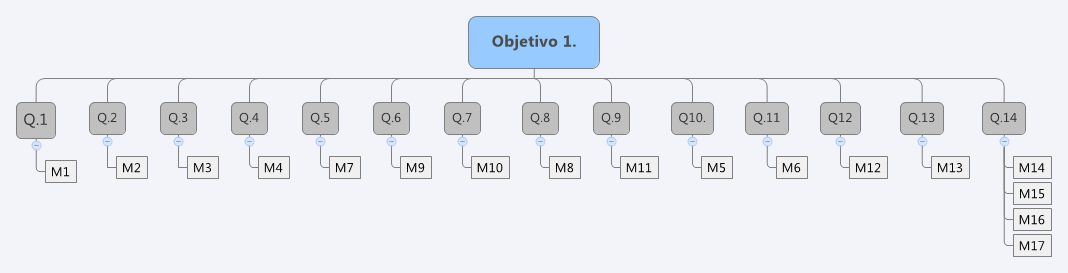 Objetivo 1.
Q.1 Q.2 Q.3 Q.4 Q.5 Q.6 Q.7 Q.8 Q.9 Q10. Q.11 Q12 Q.13 Q.14
M1 M2 M3 M4 M7 M9 M10 M8 M11 M5 M6 M12 M13 M14
M15
M16
M17